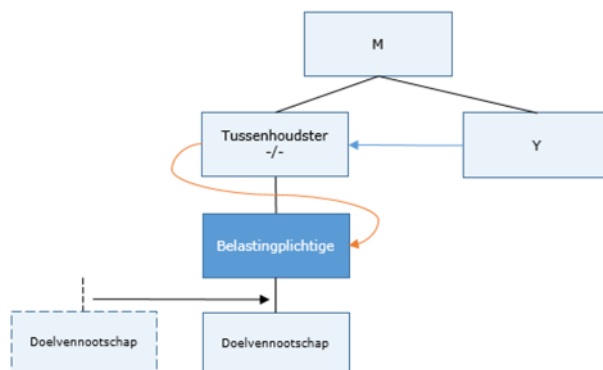 M
Tussenhoudster
-/-
Y
Belastingplichtige
Doelvennootschap
Doelvennootschap